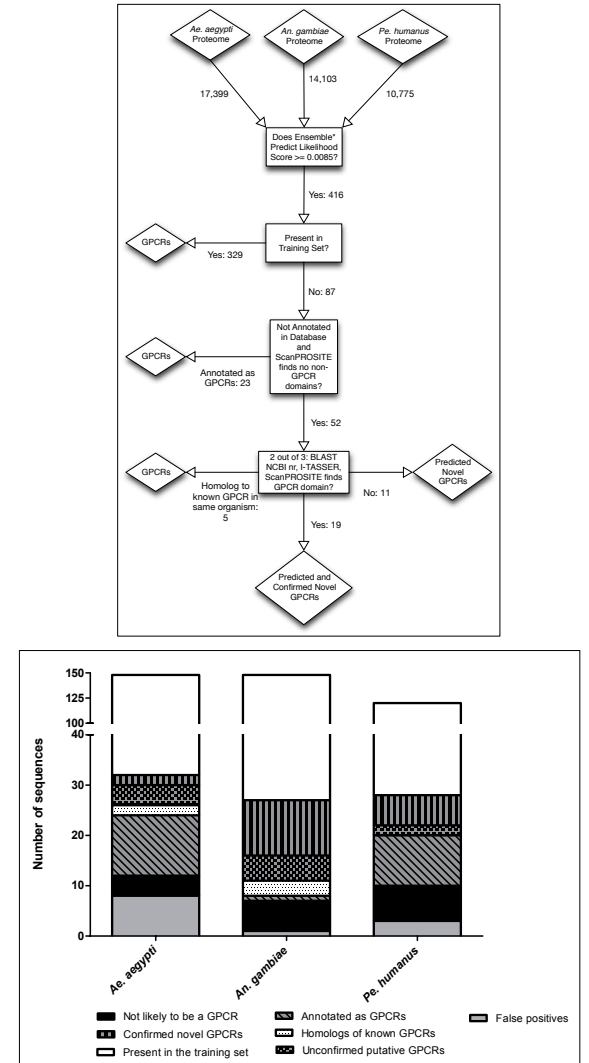 Ae. aegypti
Proteome
An. gambiae
Proteome
Pe. humanus
Proteome
17,399
14,103
10,775
Does Ensemble*
Predict Likelihood
Score >= 0.0085?
Yes: 416
Present in
Training Set?
GPCRs
Yes: 329
No: 87
Not Annotated
in Database
and
ScanPROSITE
finds no non-
GPCR
domains?
GPCRs
Annotated as
GPCRs: 23
Yes: 52
2 out of 3: BLAST
NCBI nr, I-TASSER,
ScanPROSITE finds
GPCR domain?
GPCRs
Homolog to
known GPCR in
same organism:
5
Predicted
Novel
GPCRs
No: 11
Yes: 19
Predicted and
Confirmed Novel
GPCRs
Number of sequences
150
125
100
40
30
20
10
0
Ae. aegypti
An. gambiae
Pe. humanus
Not likely to be a GPCR
Annotated as GPCRs
False positives
Confirmed novel GPCRs
Homologs of known GPCRs
Present in the training set
Unconfirmed putative GPCRs